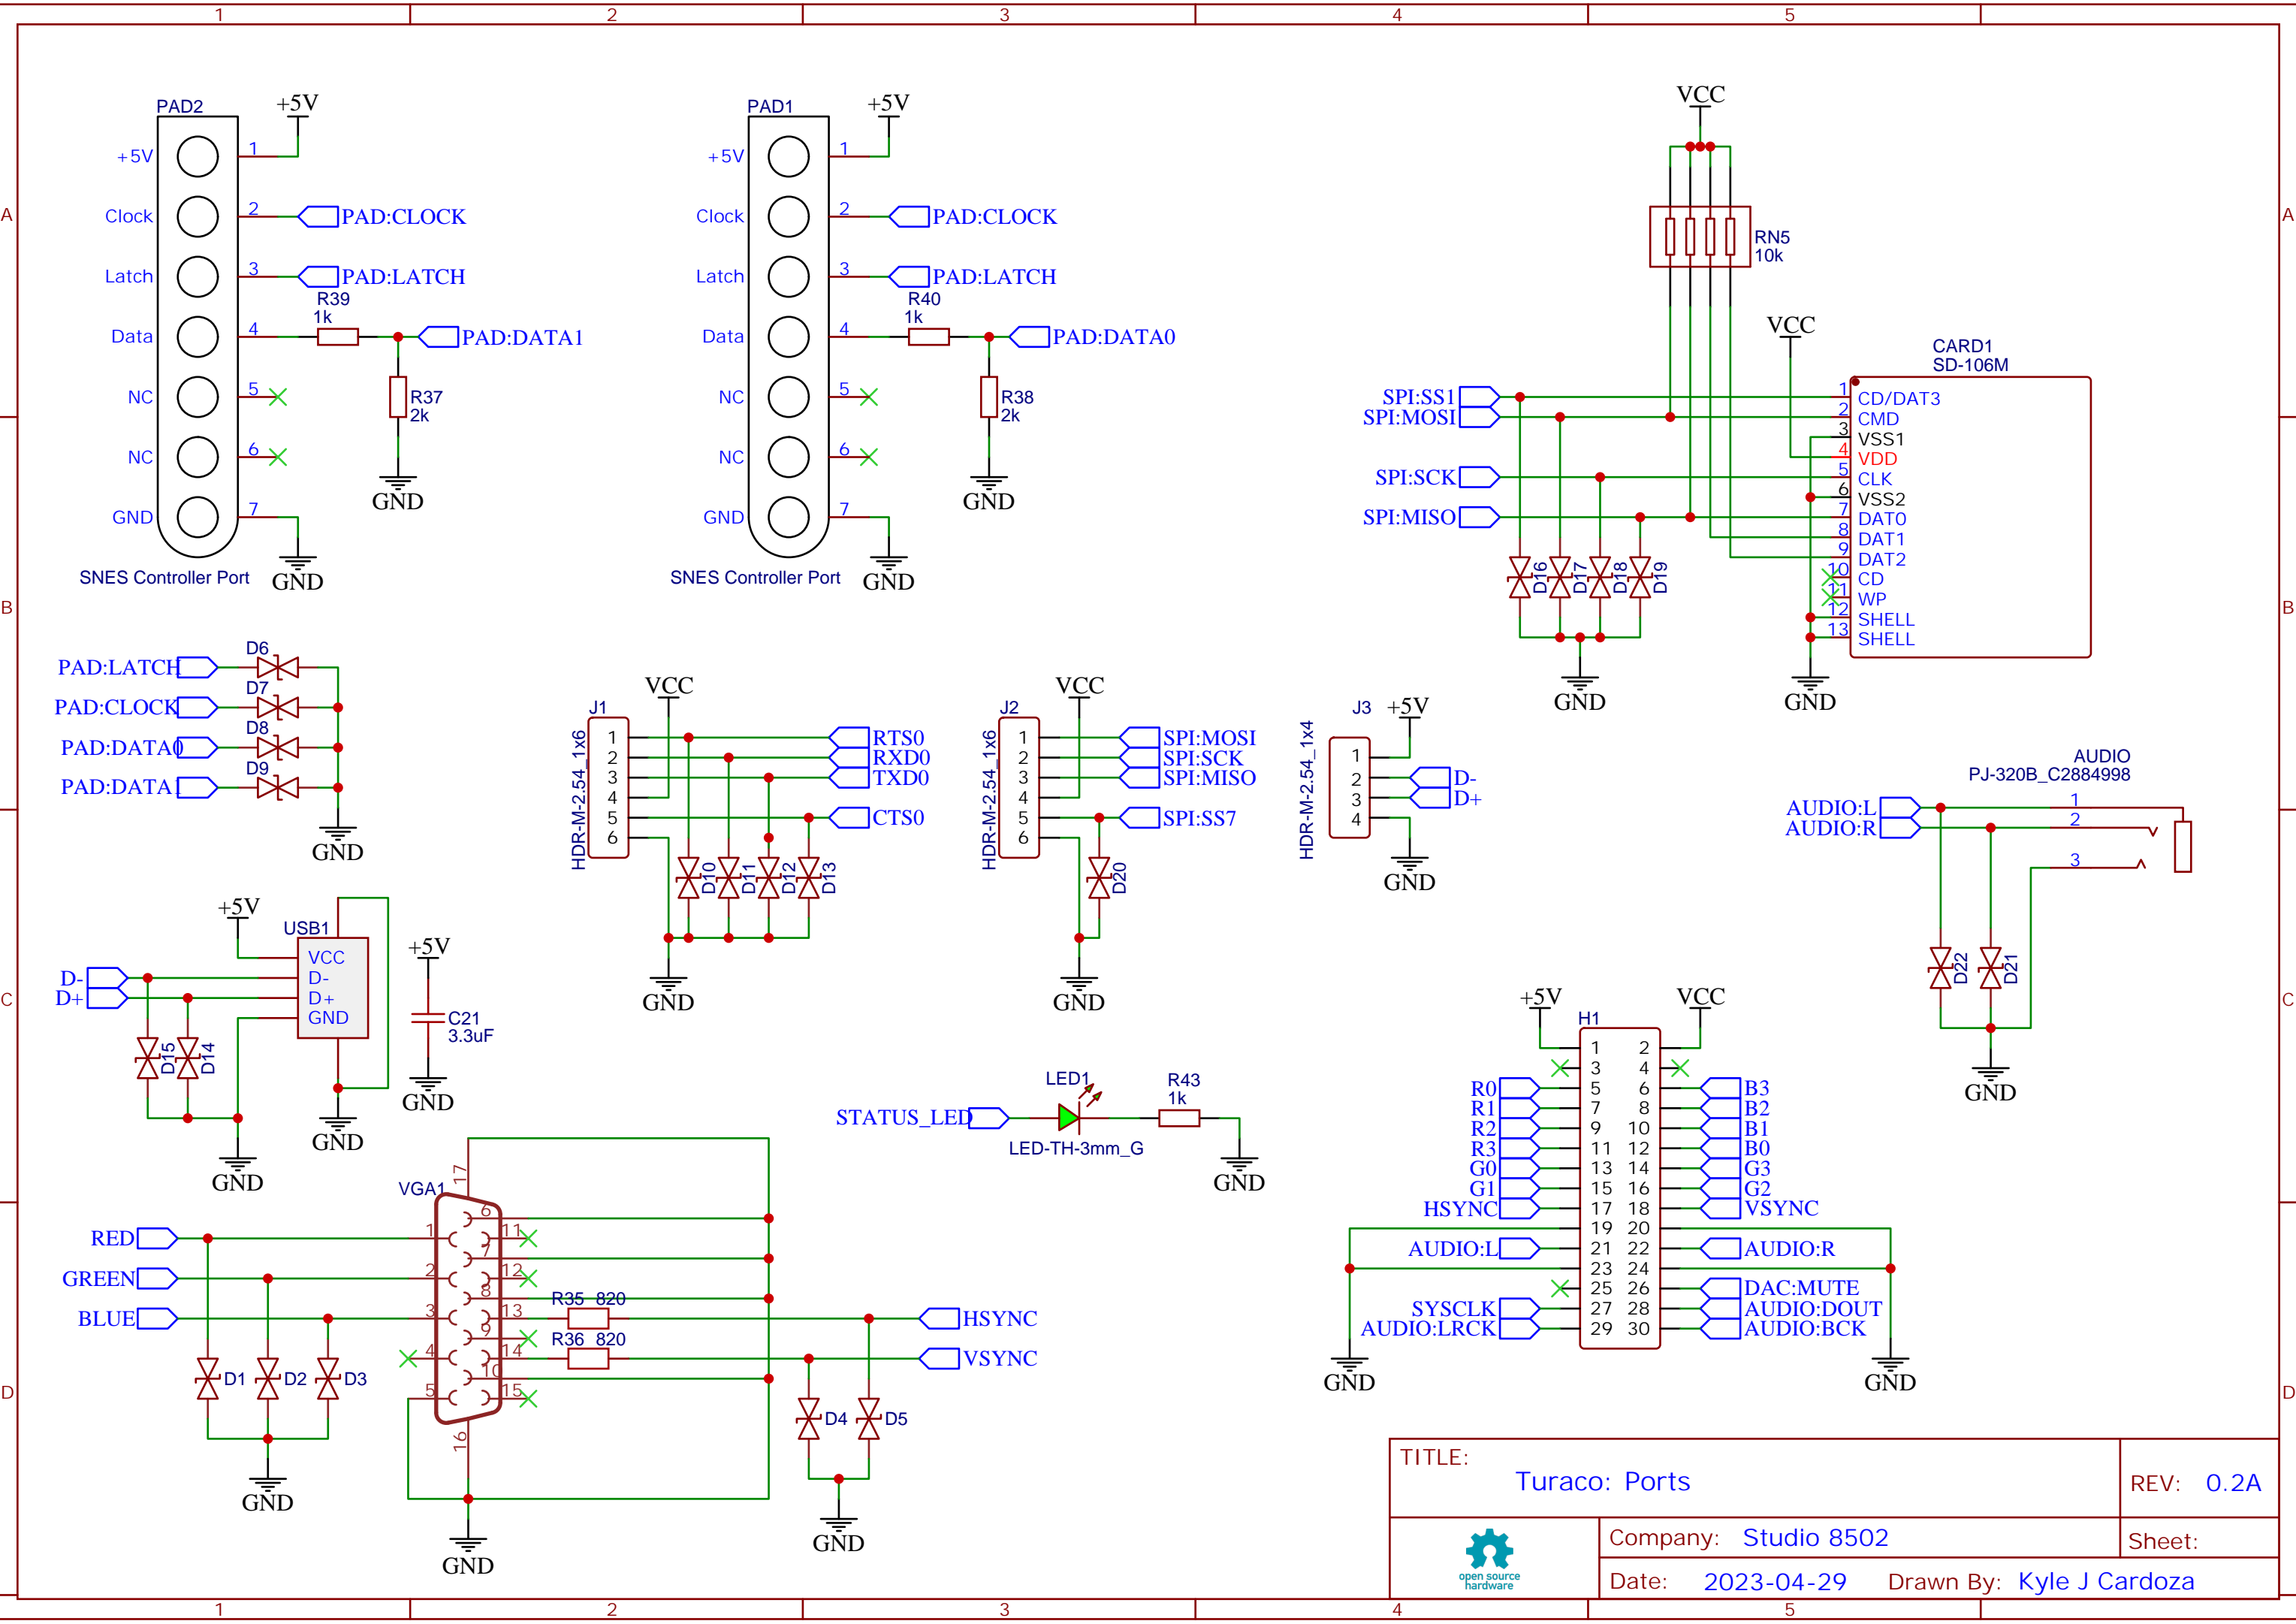 1 2 3 4 5
A A
B B
C C
D D
PAD2
+5V
+5V 1
Clock 2 PAD:CLOCK
Latch 3 PAD:LATCH
R39
1k
Data 4 PAD:DATA1
NC 5
R37
2k
NC 6
GND
GND 7
GND
SNES Controller Port
PAD1
+5V
+5V 1
Clock 2 PAD:CLOCK
Latch 3 PAD:LATCH
R40
1k
Data 4 PAD:DATA0
NC 5
R38
2k
NC 6
GND
GND 7
GND
SNES Controller Port
VCC
RN5
10k
VCC
CARD1
SD-106M
SPI:SS1
SPI:MOSI
SPI:SCK
SPI:MISO
1 CD/DAT3
2 CMD
3 VSS1
4 VDD
5 CLK
6 VSS2
7 DAT0
8 DAT1
9 DAT2
10 CD
11 WP
12 SHELL
13 SHELL
D16 D17 D18 D19
GND
GND
D6
PAD:LATCH
D7
PAD:CLOCK
D8
PAD:DATA0
D9
PAD:DATA1
GND
J1
VCC
HDR-M-2.54_1x6
1 RTS0
2 RXD0
3 TXD0
4
5 CTS0
6
D10 D11 D12 D13
GND
J2
VCC
HDR-M-2.54_1x6
1 SPI:MOSI
2 SPI:SCK
3 SPI:MISO
4
5 SPI:SS7
6
D20
GND
J3
+5V
HDR-M-2.54_1x4
1
2 D-
3 D+
4
GND
AUDIO
PJ-320B_C2884998
AUDIO:L 1
AUDIO:R 2
3
D22 D21
GND
+5V
USB1
VCC
D- D-
D+ D+
GND
D15 D14
GND
GND
+5V
C21
3.3uF
GND
LED1
R43
1k
STATUS_LED
LED-TH-3mm_G
GND
+5V
VCC
H1
1 2
3 4
R0 5 6 B3
R1 7 8 B2
R2 9 10 B1
R3 11 12 B0
G0 13 14 G3
G1 15 16 G2
HSYNC 17 18 VSYNC
19 20
AUDIO:L 21 22 AUDIO:R
23 24
25 26 DAC:MUTE
SYSCLK 27 28 AUDIO:DOUT
AUDIO:LRCK 29 30 AUDIO:BCK
GND
GND
VGA1
17
6
RED 1 11
7
GREEN 2 12
8
R35 820
BLUE 3 13 HSYNC
9
R36 820
4 14 VSYNC
10
5 15
16
D1 D2 D3
GND
D4 D5
GND
GND
TITLE:
Turaco: Ports
REV: 0.2A
open source
hardware
Company: Studio 8502
Sheet:
Date: 2023-04-29 Drawn By: Kyle J Cardoza
1 2 3 4 5